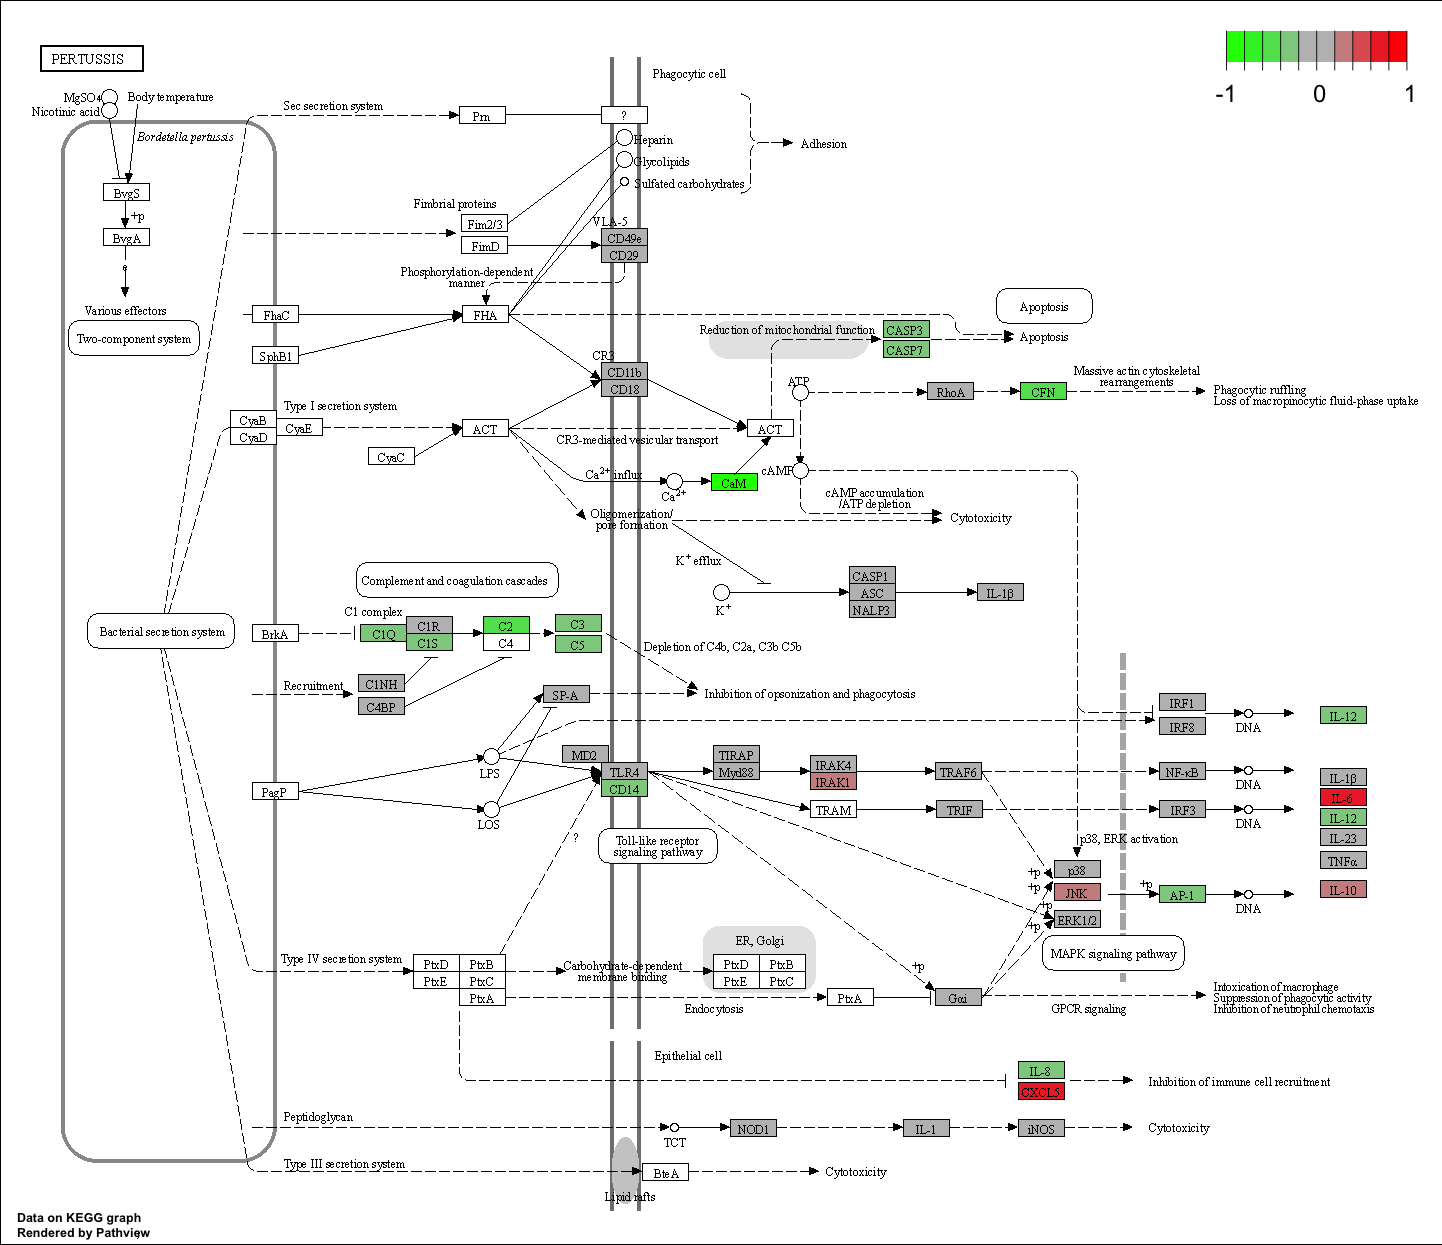 PERTUSSIS
-1
0
1
Phagocytic cell
MgSO4
Nicotinic acid
Body temperature
Bordetella pertussis
Sec secretion system
Prn
?
Heparin
Glycolipids
Sulfated carbohydrates
Adhesion
BvgS
+p
BvgA
e
Various effectors
Two-component system
Fimbrial proteins
Fim2/3
FimD
VLA-5
CD49e
CD29
Phosphorylation-dependent
manner
FhaC
FHA
SphB1
Reduction of mitochondrial function
CASP3
CASP7
Apoptosis
Apoptosis
CR3
CD11b
CD18
ATP
RhoA
CFN
Massive actin cytoskeletal
rearrangements
Phagocytic ruffling
Loss of macropinocytic fluid-phase uptake
Type I secretion system
CyaB
CyaD
CyaE
ACT
CyaC
ACT
CR3-mediated vesicular transport
Ca2+ influx
Ca2+
CaM
cAMP
cAMP accumulation
/ATP depletion
Cytotoxicity
Oligomerization/
pore formation
K+ efflux
K+
CASP1
ASC
NALP3
IL-1β
Complement and coagulation cascades
C1 complex
Bacterial secretion system
BrkA
C1Q
C1R
C1S
C2
C4
C3
C5
Depletion of C4b, C2a, C3b C5b
Recruitment
C1NH
C4BP
SP-A
Inhibition of opsonization and phagocytosis
IRF1
IRF8
DNA
IL-12
LPS
MD2
TLR4
CD14
TIRAP
Myd88
IRAK4
IRAK1
TRAF6
NF-κB
DNA
IL-1β
IL-6
IL-12
IL-23
TNFα
IL-10
PagP
LOS
TRAM
TRIF
IRF3
DNA
?
Toll-like receptor
signaling pathway
p38, ERK activation
+p
p38
+p
JNK
+p
AP-1
DNA
+p
ERK1/2
+p
MAPK signaling pathway
Type IV secretion system
PtxD
PtxB
PtxE
PtxC
PtxA
Carbohydrate-dependent
membrane binding
ER, Golgi
PtxD
PtxB
PtxE
PtxC
Endocytosis
PtxA
+p
Gαi
GPCR signaling
Intoxication of macrophage
Suppression of phagocytic activity
Inhibition of neutrophil chemotaxis
Epithelial cell
IL-8
CXCL5
Inhibition of immune cell recruitment
Peptidoglycan
TCT
NOD1
IL-1
iNOS
Cytotoxicity
Type III secretion system
BteA
Cytotoxicity
Lipid rafts
Data on KEGG graph
Rendered by Pathview